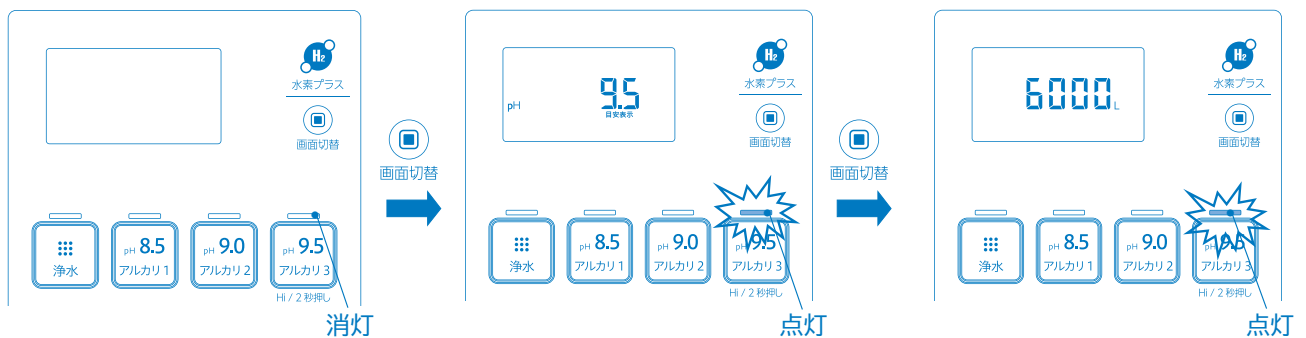 H2
水素プラス
画面切替
浄水
pH 8.5
アルカリ1
pH 9.0
アルカリ2
pH 9.5
アルカリ3
Hi / 2秒押し
消灯
画面切替
pH 9.5
目安表示
H2
水素プラス
画面切替
浄水
pH 8.5
アルカリ1
pH 9.0
アルカリ2
9.5
アルカリ3
Hi / 2秒押し
点灯
画面切替
6000L
H2
水素プラス
画面切替
浄水
pH 8.5
アルカリ1
pH 9.0
アルカリ2
9.5
アルカリ3
Hi / 2秒押し
点灯